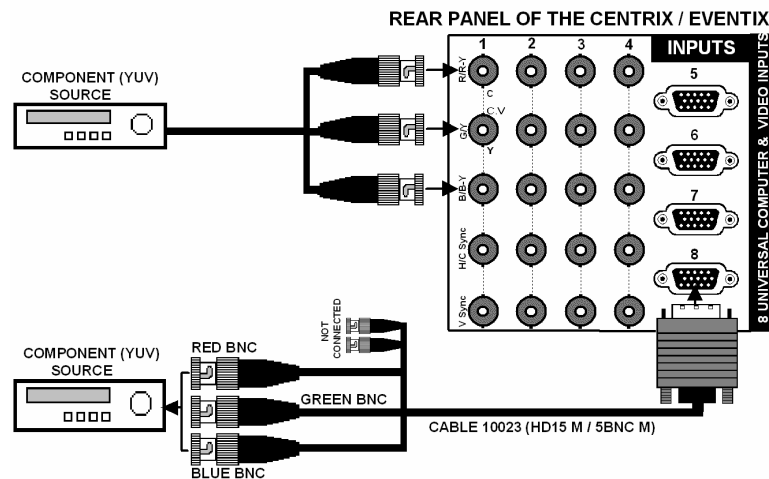 REAR PANEL OF THE CENTRIX / EVENTIX
1 2 3 4
INPUTS
8 UNIVERSAL COMPUTER & VIDEO INPUTS
COMPONENT (YUV)
SOURCE
R/R-Y
C
C.V
G/Y
Y
B/B-Y
H/C Sync
V Sync
5
6
7
8
NOT
CONNECTED
COMPONENT (YUV)
SOURCE
RED BNC
GREEN BNC
BLUE BNC
CABLE 10023 (HD15 M / 5BNC M)